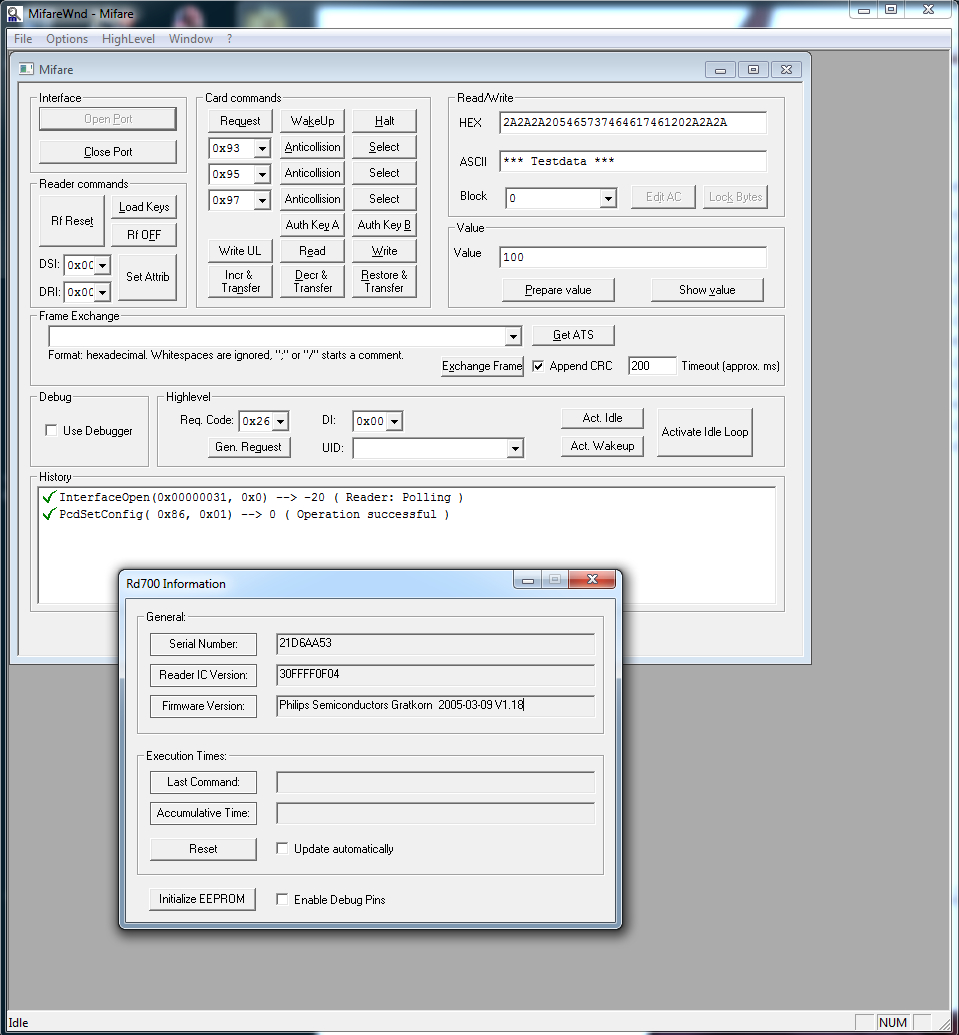 MifareWnd - Mifare
File Options HighLevel Window ?
Mifare
Interface
Open Port
Close Port
Reader commands
Rf Reset
Load Keys
Rf OFF
DSI: 0x00
DRI: 0x00
Set Attrib
Card commands
Request WakeUp Halt
0x93 Anticollision Select
0x95 Anticollision Select
0x97 Anticollision Select
Auth Key A Auth Key B
Write UL Read Write
Incr & Transfer
Decr & Transfer
Restore & Transfer
Read/Write
HEX 2A2A2A20546573746461746120​2A2A2A
ASCII *** Testdata ***
Block 0 Edit AC Lock Bytes
Value
Value 100
Prepare value Show value
Frame Exchange
Get ATS
Format: hexadecimal. Whitespaces are ignored, ";" or "/" starts a comment.
Exchange Frame Append CRC 200 Timeout (approx. ms)
Debug
Use Debugger
Highlevel
Req. Code: 0x26 DI: 0x00
Gen. Request UID:
Act. Idle
Act. Wakeup
Activate Idle Loop
History
InterfaceOpen(0x00000031, 0x0) --> -20 ( Reader: Polling )
PcdSetConfig( 0x86, 0x01) --> 0 ( Operation successful )
Rd700 Information
General:
Serial Number: 21D6AA53
Reader IC Version: 30FFFF0F04
Firmware Version: Philips Semiconductors Gratkorn 2005-03-09 V1.18
Execution Times:
Last Command:
Accumulative Time:
Reset Update automatically
Initialize EEPROM Enable Debug Pins
Idle NUM